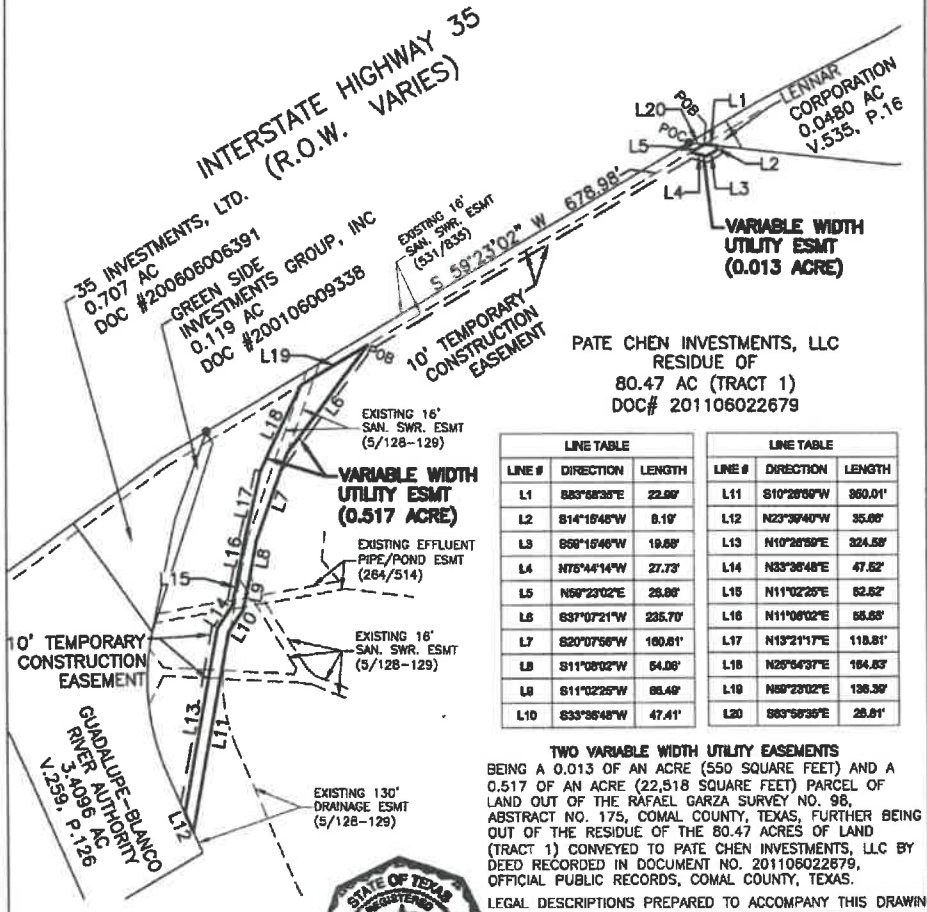 INTERSTATE HIGHWAY 35
(R.O.W. VARIES)
35 INVESTMENTS, LTD.
0.707 AC
DOC #200606006391
GREEN SIDE
INVESTMENTS GROUP, INC
0.119 AC
DOC #200106009338
EXISTING 16'
SAN. SWR. ESMT
(531/835)
S 59°23'02" W 678.98'
10' TEMPORARY
CONSTRUCTION
EASEMENT
L20
POB
L1
POC
L5
L4
L3
L2
LENNAR
CORPORATION
0.0480 AC
V.535, P.16
VARIABLE WIDTH
UTILITY ESMT
(0.013 ACRE)
PATE CHEN INVESTMENTS, LLC
RESIDUE OF
80.47 AC (TRACT 1)
DOC# 201106022679
L19
POB
L18
L6
EXISTING 16'
SAN. SWR. ESMT
(5/128-129)
VARIABLE WIDTH
UTILITY ESMT
(0.517 ACRE)
L17
L7
L16
L8
EXISTING EFFLUENT
PIPE/POND ESMT
(264/514)
L15
L9
L14
L10
EXISTING 16'
SAN. SWR. ESMT
(5/128-129)
10' TEMPORARY
CONSTRUCTION
EASEMENT
L13
L11
L12
GUADALUPE-BLANCO
RIVER AUTHORITY
3.4096 AC
V.259, P.126
EXISTING 130'
DRAINAGE ESMT
(5/128-129)
LINE TABLE
LINE # DIRECTION LENGTH
L1 S83°58'35"E 22.99'
L2 S14°15'46"W 8.19'
L3 S59°15'46"W 19.68'
L4 N75°44'14"W 27.73'
L5 N59°23'02"E 28.86'
L6 S37°07'21"W 235.70'
L7 S20°07'56"W 160.61'
L8 S11°08'02"W 54.06'
L9 S11°02'25"W 86.49'
L10 S33°36'48"W 47.41'
LINE TABLE
LINE # DIRECTION LENGTH
L11 S10°26'59"W 350.01'
L12 N23°39'40"W 35.66'
L13 N10°26'59"E 324.58'
L14 N33°36'48"E 47.52'
L15 N11°02'25"E 82.52'
L16 N11°08'02"E 55.65'
L17 N13°21'17"E 118.81'
L18 N25°54'37"E 164.83'
L19 N59°23'02"E 136.39'
L20 S83°58'35"E 28.81'
TWO VARIABLE WIDTH UTILITY EASEMENTS
BEING A 0.013 OF AN ACRE (550 SQUARE FEET) AND A
0.517 OF AN ACRE (22,518 SQUARE FEET) PARCEL OF
LAND OUT OF THE RAFAEL GARZA SURVEY NO. 98,
ABSTRACT NO. 175, COMAL COUNTY, TEXAS, FURTHER BEING
OUT OF THE RESIDUE OF THE 80.47 ACRES OF LAND
(TRACT 1) CONVEYED TO PATE CHEN INVESTMENTS, LLC BY
DEED RECORDED IN DOCUMENT NO. 201106022679,
OFFICIAL PUBLIC RECORDS, COMAL COUNTY, TEXAS.
LEGAL DESCRIPTIONS PREPARED TO ACCOMPANY THIS DRAWIN
STATE OF TEXAS
REGISTERED